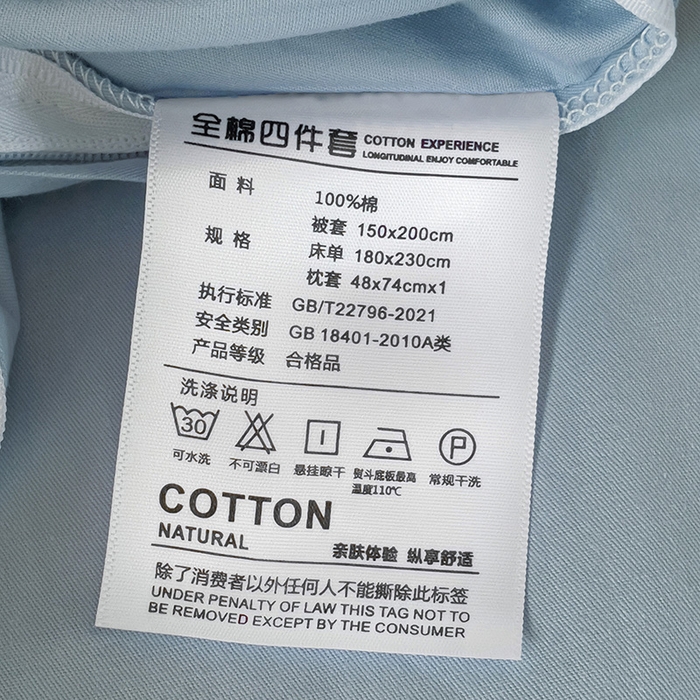 全棉四件套 COTTON EXPERIENCE
LONGITUDINAL ENJOY COMFORTABLE
面料 100%棉
规格 被套 150x200cm
床单 180x230cm
枕套 48x74cmx1
执行标准 GB/T22796-2021
安全类别 GB 18401-2010A类
产品等级 合格品
洗涤说明
30
P
可水洗 不可漂白 悬挂晾干 熨斗底板最高 常规干洗
温度110℃
COTTON
NATURAL 亲肤体验 纵享舒适
除了消费者以外任何人不能撕除此标签
UNDER PENALTY OF LAW THIS TAG NOT TO
BE REMOVED EXCEPT BY THE CONSUMER